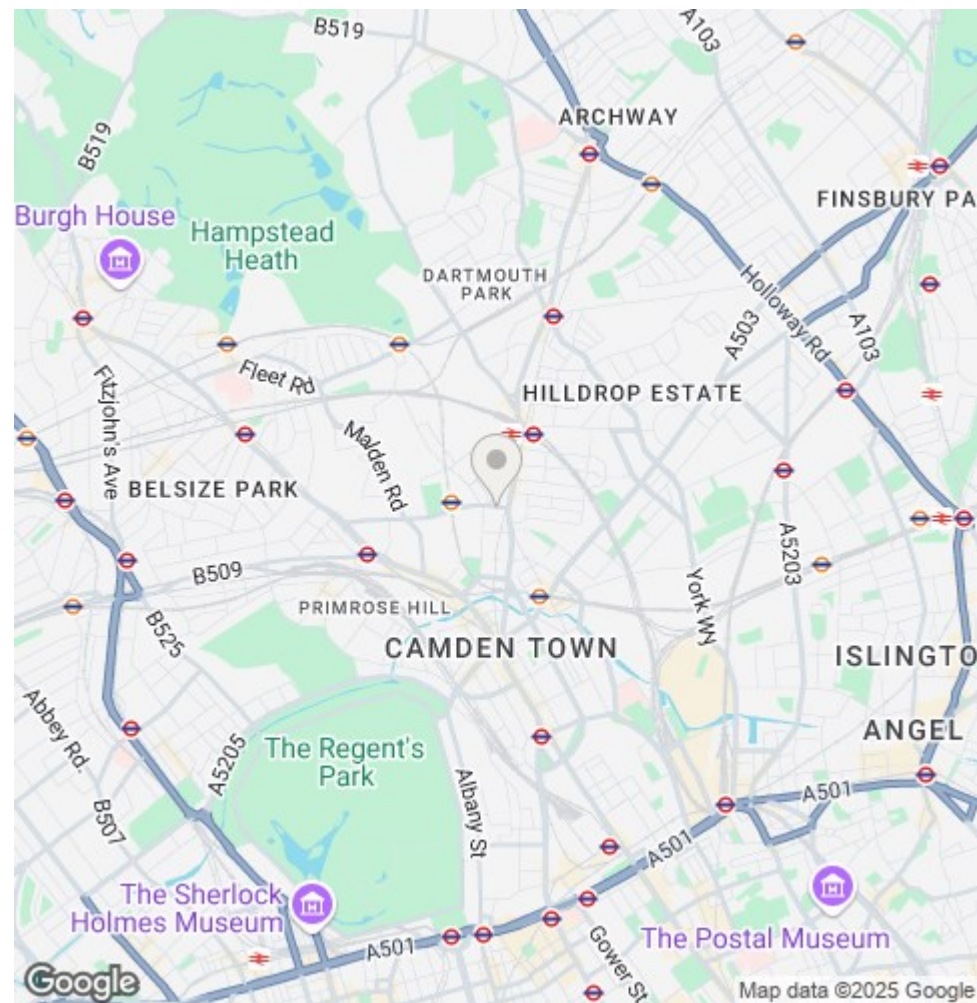 B519
A103
B519
ARCHWAY
FINSBURY PA
Burgh House
Hampstead
Heath
DARTMOUTH
PARK
Holloway Rd
A503
A103
Fleet Rd
HILLDROP ESTATE
Fitzjohn's Ave
Malden Rd
BELSIZE PARK
A5203
B509
York Wy
PRIMROSE HILL
B525
CAMDEN TOWN
ISLINGTO
Abbey Rd.
ANGEL
The Regent's
Park
A5205
Albany St
A501
B507
A501
The Sherlock
Holmes Museum
The Postal Museum
A501
Gower St
Google
Map data ©2025 Google